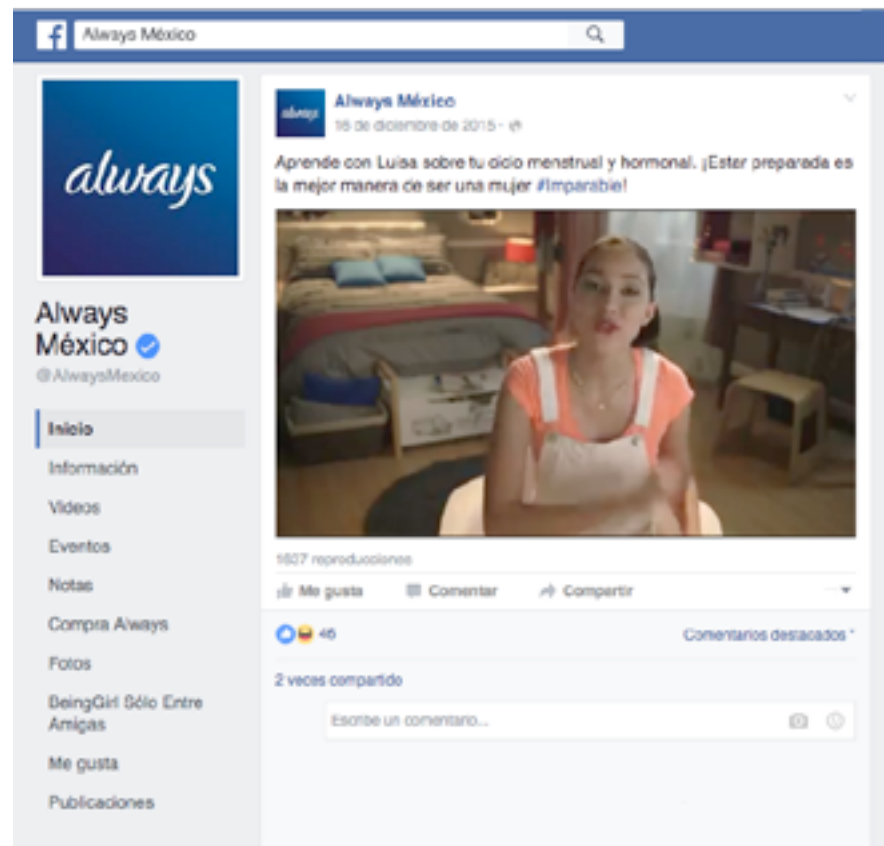 Always México
always
Always
México
@AlwaysMexico
Inicio
Información
Videos
Eventos
Notas
Compra Always
Fotos
BeingGirl Sólo Entre
Amigas
Me gusta
Publicaciones
always
Always México
16 de diciembre de 2015 ·
Aprende con Luisa sobre tu ciclo menstrual y hormonal. ¡Estar preparada es
la mejor manera de ser una mujer #Imparable!
1607 reproducciones
Me gusta Comentar Compartir
46 Comentarios destacados
2 veces compartido
Escribe un comentario...